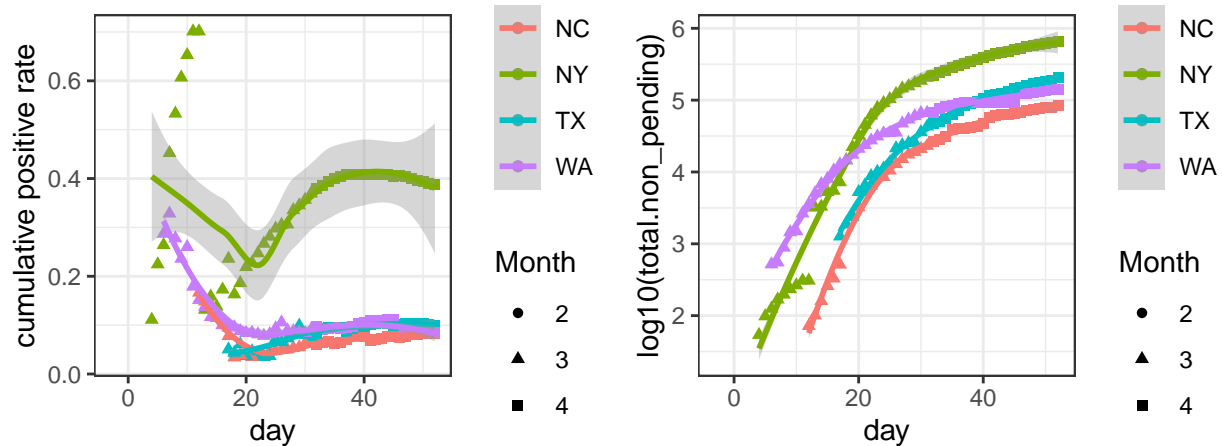 cumulative positive rate
0.6
0.4
0.2
0.0
0
20
40
day
NC
NY
TX
WA
Month
2
3
4
log10(total.non_pending)
6
5
4
3
2
0
20
40
day
NC
NY
TX
WA
Month
2
3
4